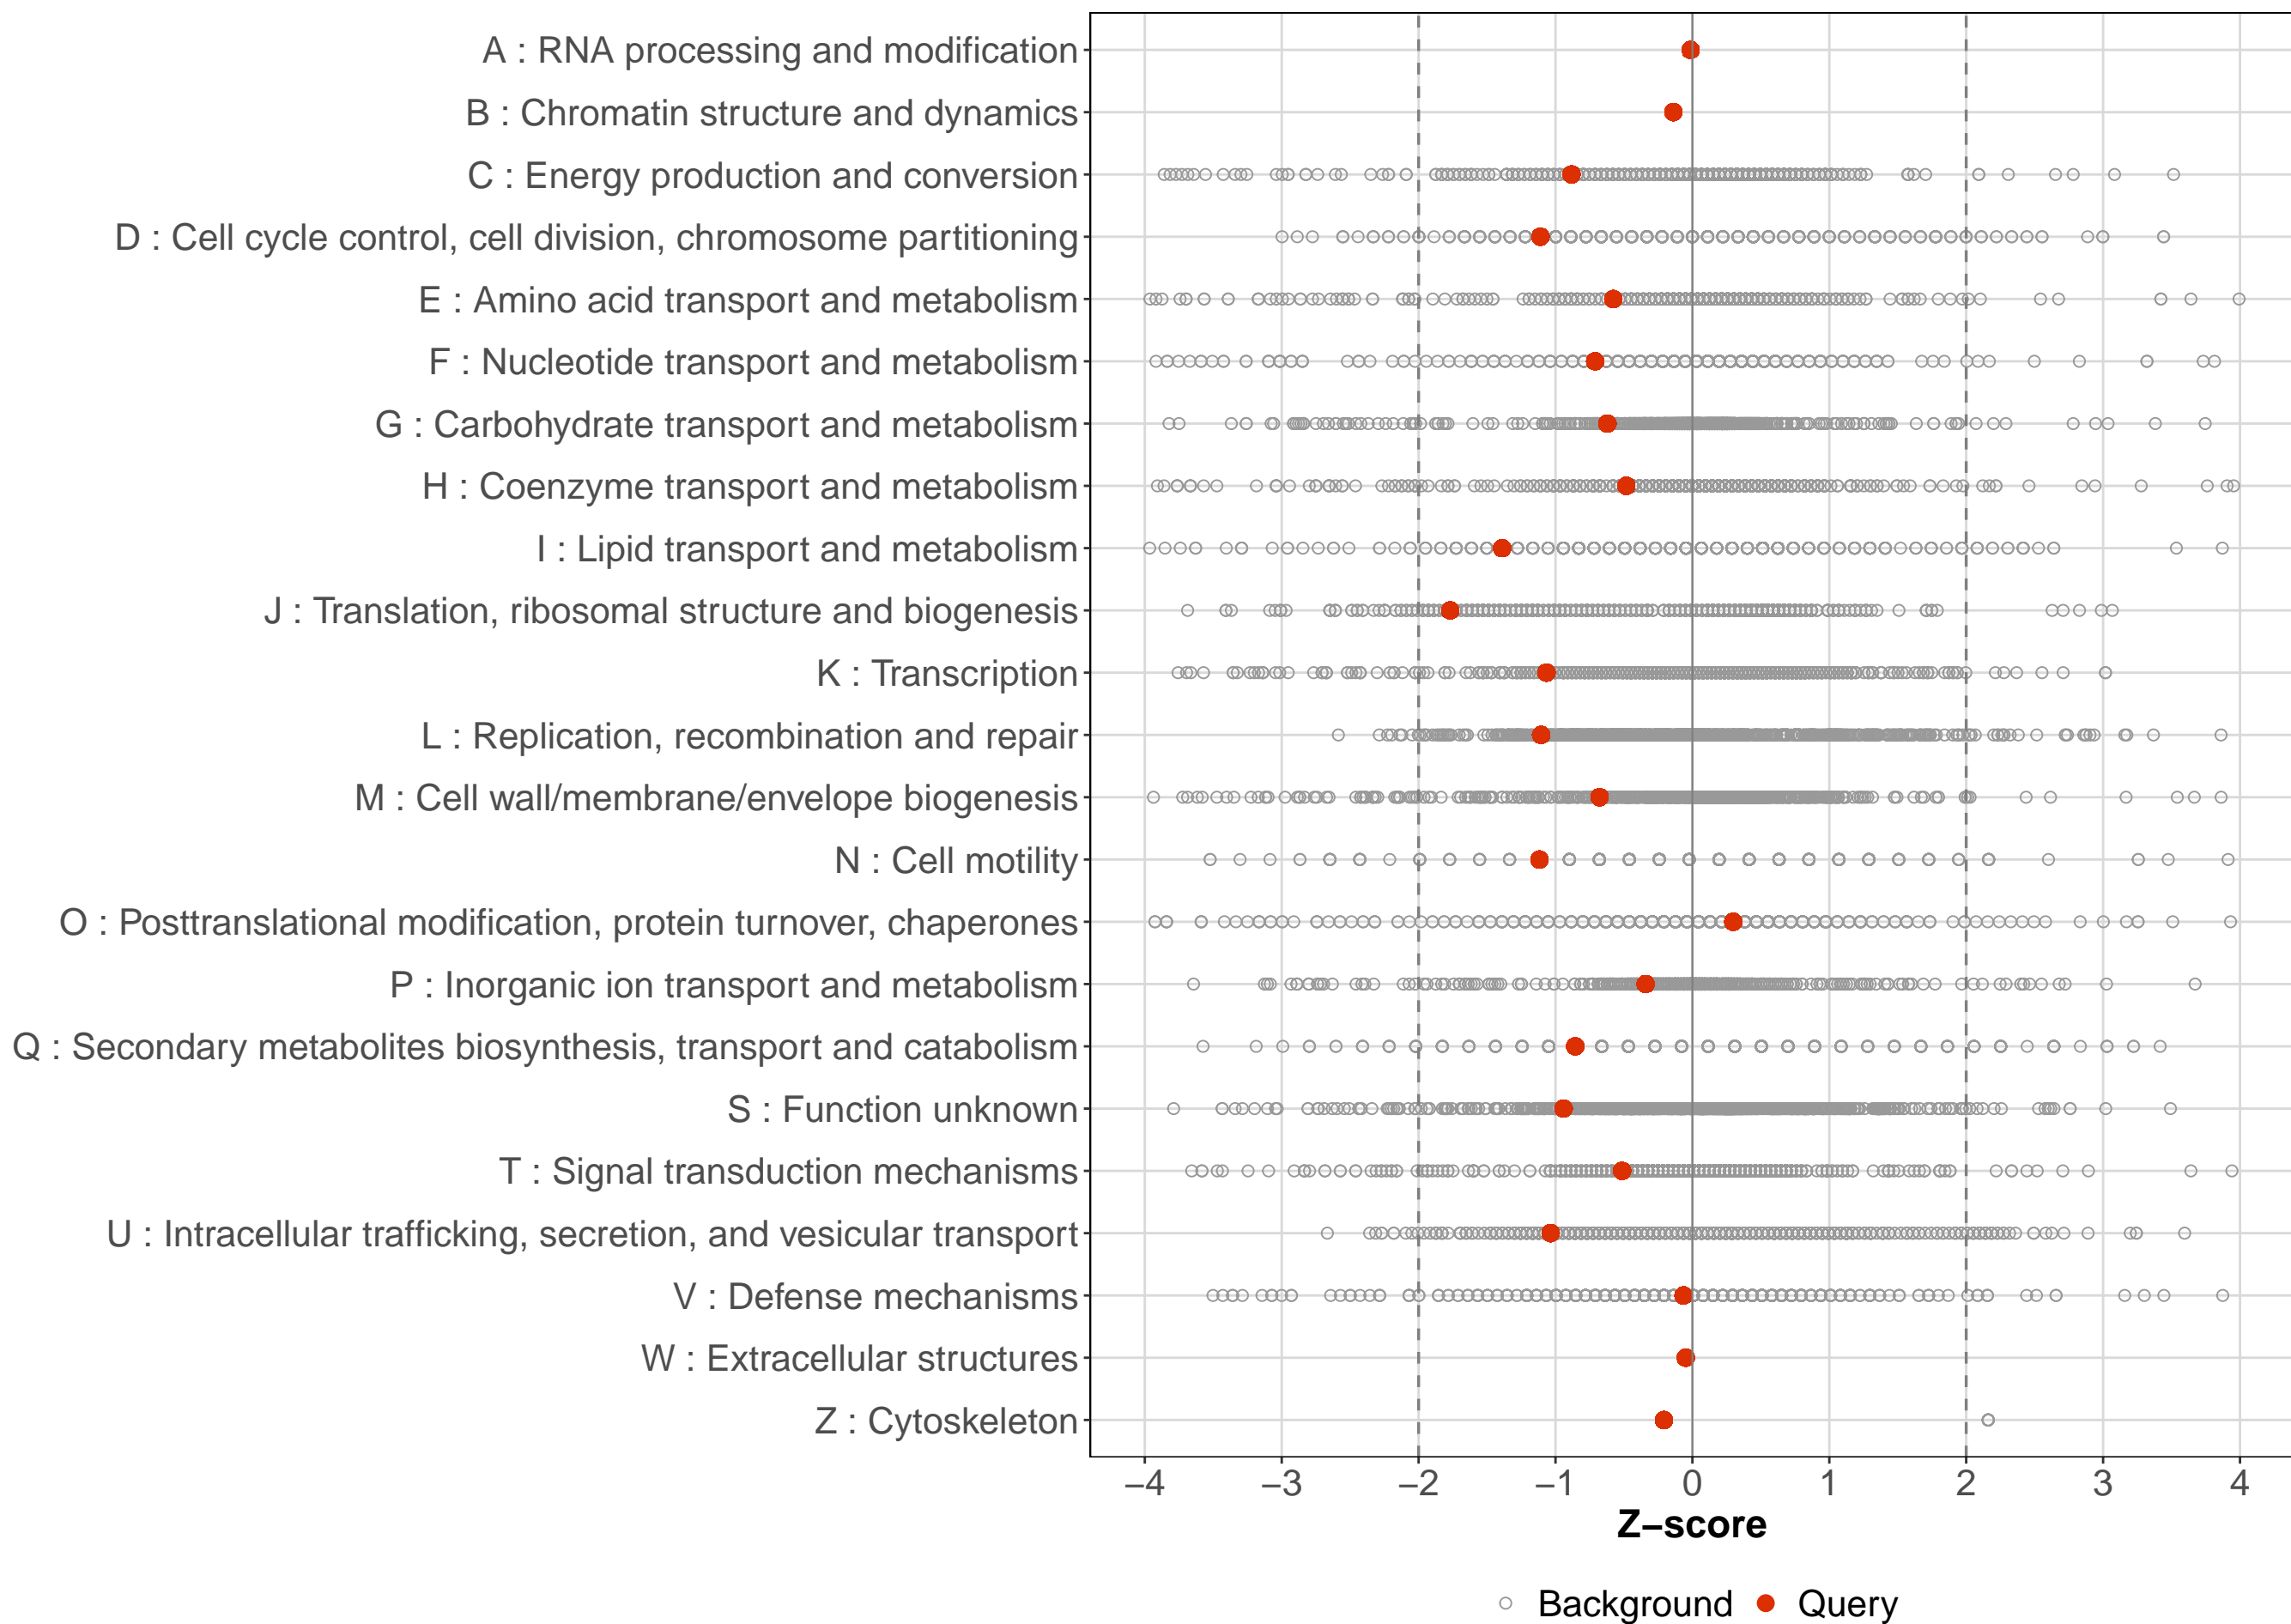 A : RNA processing and modification
B : Chromatin structure and dynamics
C : Energy production and conversion
D : Cell cycle control, cell division, chromosome partitioning
E : Amino acid transport and metabolism
F : Nucleotide transport and metabolism
G : Carbohydrate transport and metabolism
H : Coenzyme transport and metabolism
I : Lipid transport and metabolism
J : Translation, ribosomal structure and biogenesis
K : Transcription
L : Replication, recombination and repair
M : Cell wall/membrane/envelope biogenesis
N : Cell motility
O : Posttranslational modification, protein turnover, chaperones
P : Inorganic ion transport and metabolism
Q : Secondary metabolites biosynthesis, transport and catabolism
S : Function unknown
T : Signal transduction mechanisms
U : Intracellular trafficking, secretion, and vesicular transport
V : Defense mechanisms
W : Extracellular structures
Z : Cytoskeleton
−4 −3 −2 −1 0 1 2 3 4
Z−score
Background Query